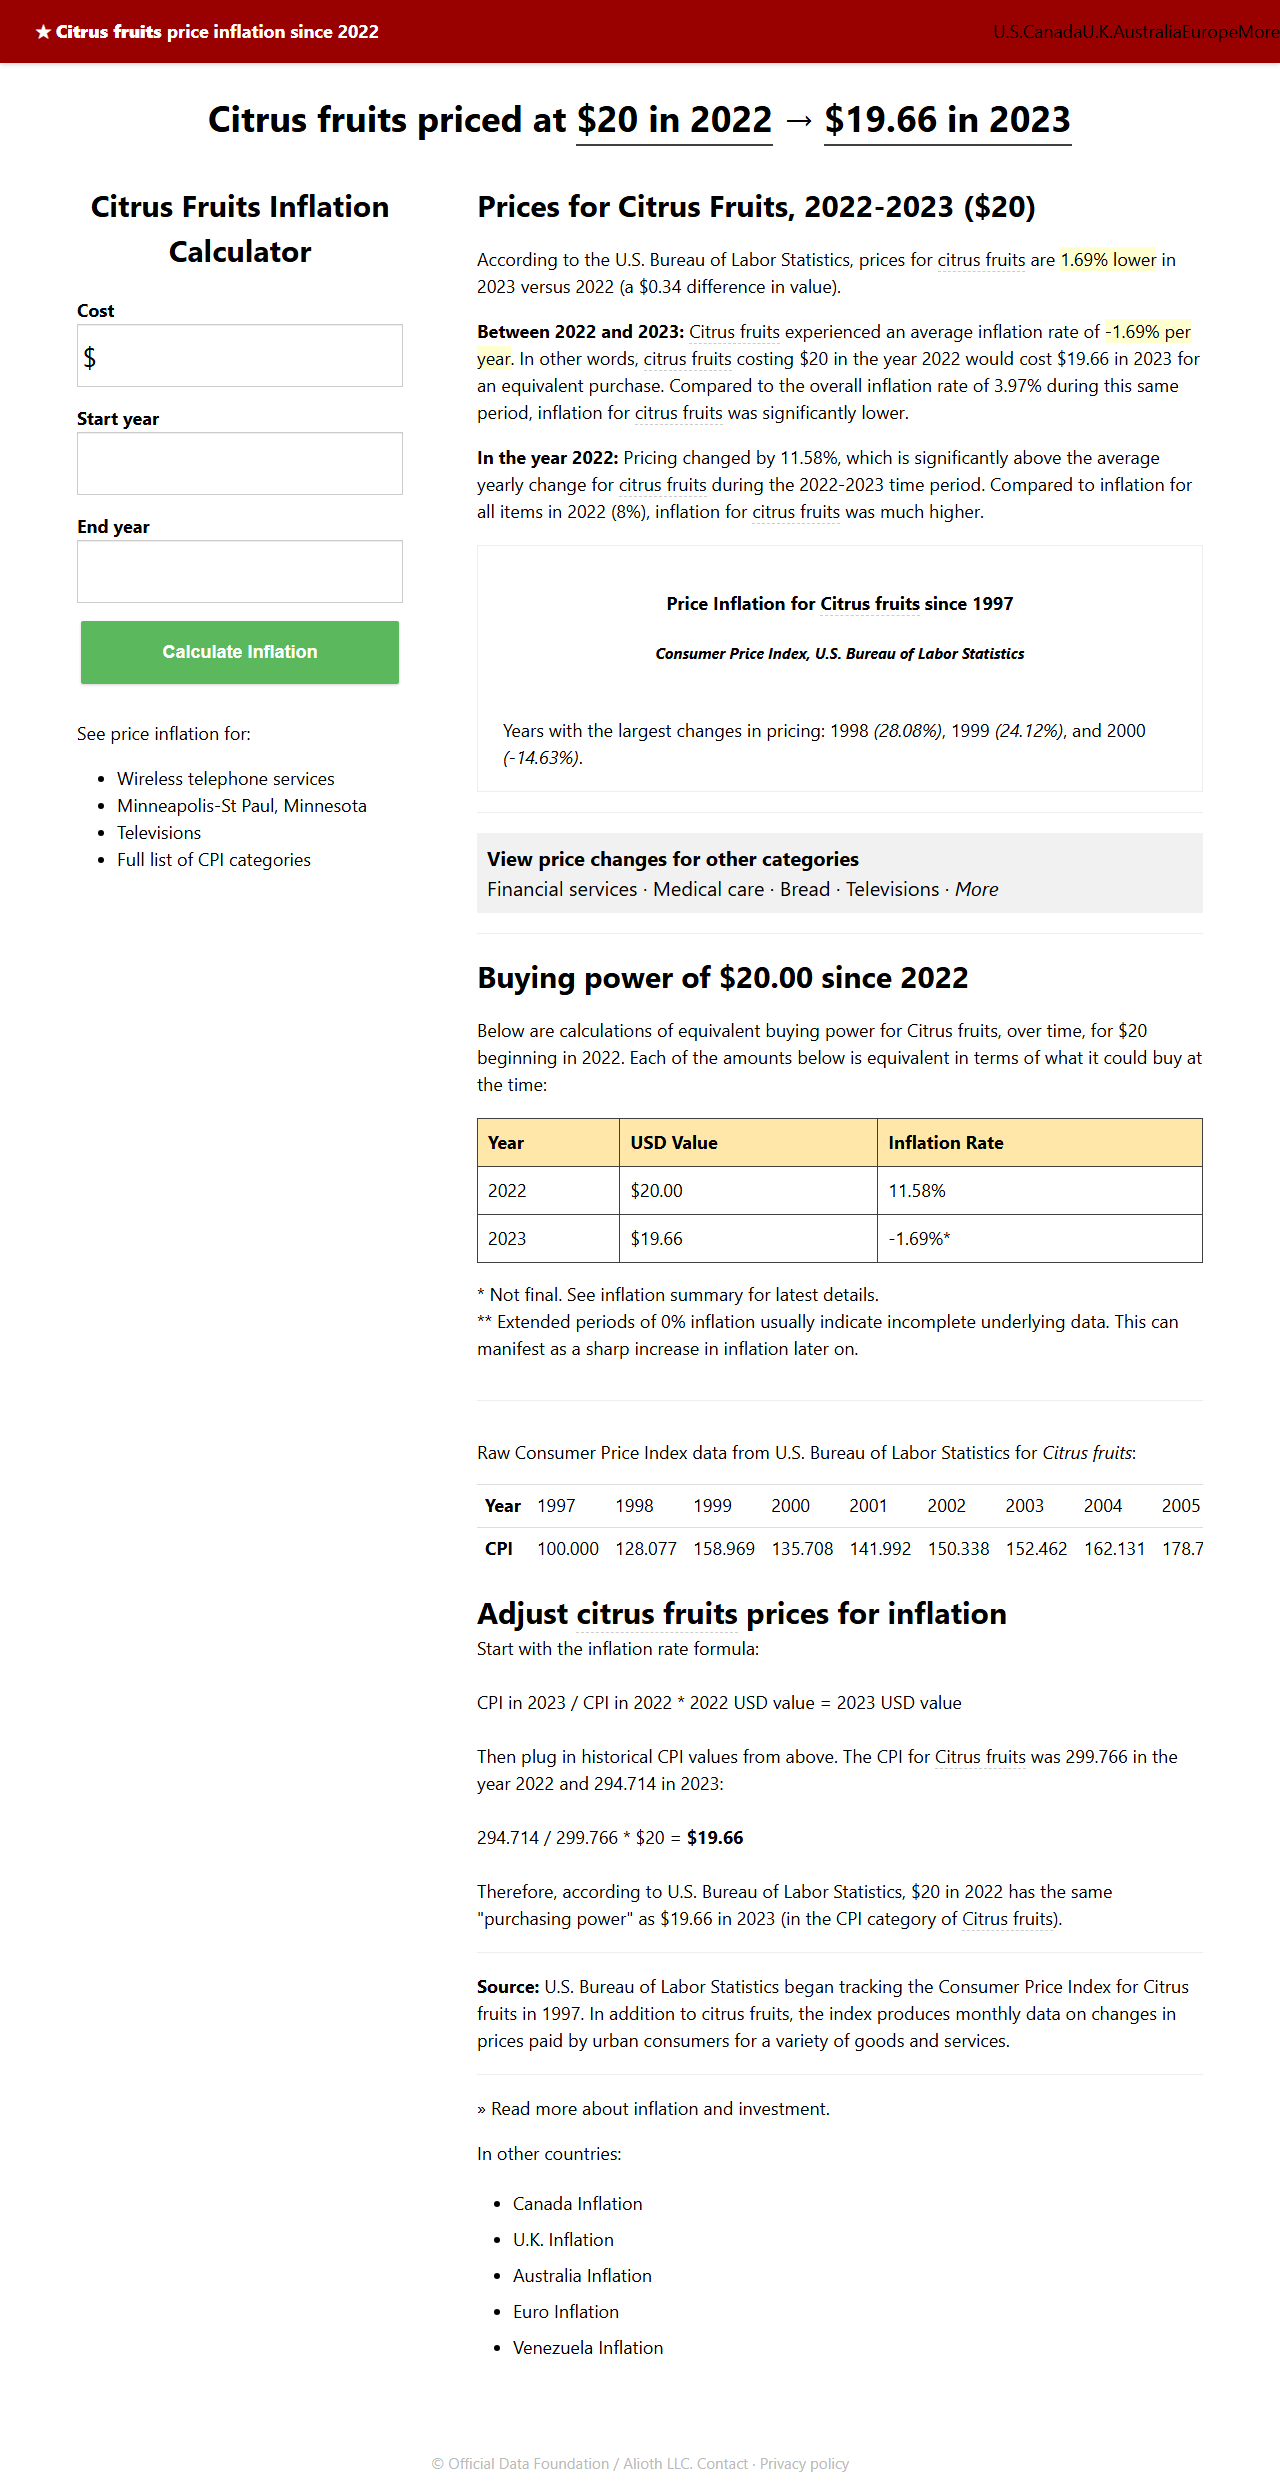 ★ Citrus fruits price inflation since 2022
U.S.CanadaU.K.AustraliaEuropeMore
Citrus fruits priced at $20 in 2022 → $19.66 in 2023
Citrus Fruits Inflation
Calculator
Cost
$
Start year
End year
Calculate Inflation
See price inflation for:
• Wireless telephone services
• Minneapolis-St Paul, Minnesota
• Televisions
• Full list of CPI categories
Prices for Citrus Fruits, 2022-2023 ($20)
According to the U.S. Bureau of Labor Statistics, prices for citrus fruits are 1.69% lower in
2023 versus 2022 (a $0.34 difference in value).
Between 2022 and 2023: Citrus fruits experienced an average inflation rate of -1.69% per
year. In other words, citrus fruits costing $20 in the year 2022 would cost $19.66 in 2023 for
an equivalent purchase. Compared to the overall inflation rate of 3.97% during this same
period, inflation for citrus fruits was significantly lower.
In the year 2022: Pricing changed by 11.58%, which is significantly above the average
yearly change for citrus fruits during the 2022-2023 time period. Compared to inflation for
all items in 2022 (8%), inflation for citrus fruits was much higher.
Price Inflation for Citrus fruits since 1997
Consumer Price Index, U.S. Bureau of Labor Statistics
Years with the largest changes in pricing: 1998 (28.08%), 1999 (24.12%), and 2000
(-14.63%).
View price changes for other categories
Financial services · Medical care · Bread · Televisions · More
Buying power of $20.00 since 2022
Below are calculations of equivalent buying power for Citrus fruits, over time, for $20
beginning in 2022. Each of the amounts below is equivalent in terms of what it could buy at
the time:
Year USD Value Inflation Rate
2022 $20.00 11.58%
2023 $19.66 -1.69%*
* Not final. See inflation summary for latest details.
** Extended periods of 0% inflation usually indicate incomplete underlying data. This can
manifest as a sharp increase in inflation later on.
Raw Consumer Price Index data from U.S. Bureau of Labor Statistics for Citrus fruits:
Year 1997 1998 1999 2000 2001 2002 2003 2004 2005
CPI 100.000 128.077 158.969 135.708 141.992 150.338 152.462 162.131 178.7
Adjust citrus fruits prices for inflation
Start with the inflation rate formula:
CPI in 2023 / CPI in 2022 * 2022 USD value = 2023 USD value
Then plug in historical CPI values from above. The CPI for Citrus fruits was 299.766 in the
year 2022 and 294.714 in 2023:
294.714 / 299.766 * $20 = $19.66
Therefore, according to U.S. Bureau of Labor Statistics, $20 in 2022 has the same
"purchasing power" as $19.66 in 2023 (in the CPI category of Citrus fruits).
Source: U.S. Bureau of Labor Statistics began tracking the Consumer Price Index for Citrus
fruits in 1997. In addition to citrus fruits, the index produces monthly data on changes in
prices paid by urban consumers for a variety of goods and services.
» Read more about inflation and investment.
In other countries:
• Canada Inflation
• U.K. Inflation
• Australia Inflation
• Euro Inflation
• Venezuela Inflation
© Official Data Foundation / Alioth LLC. Contact · Privacy policy